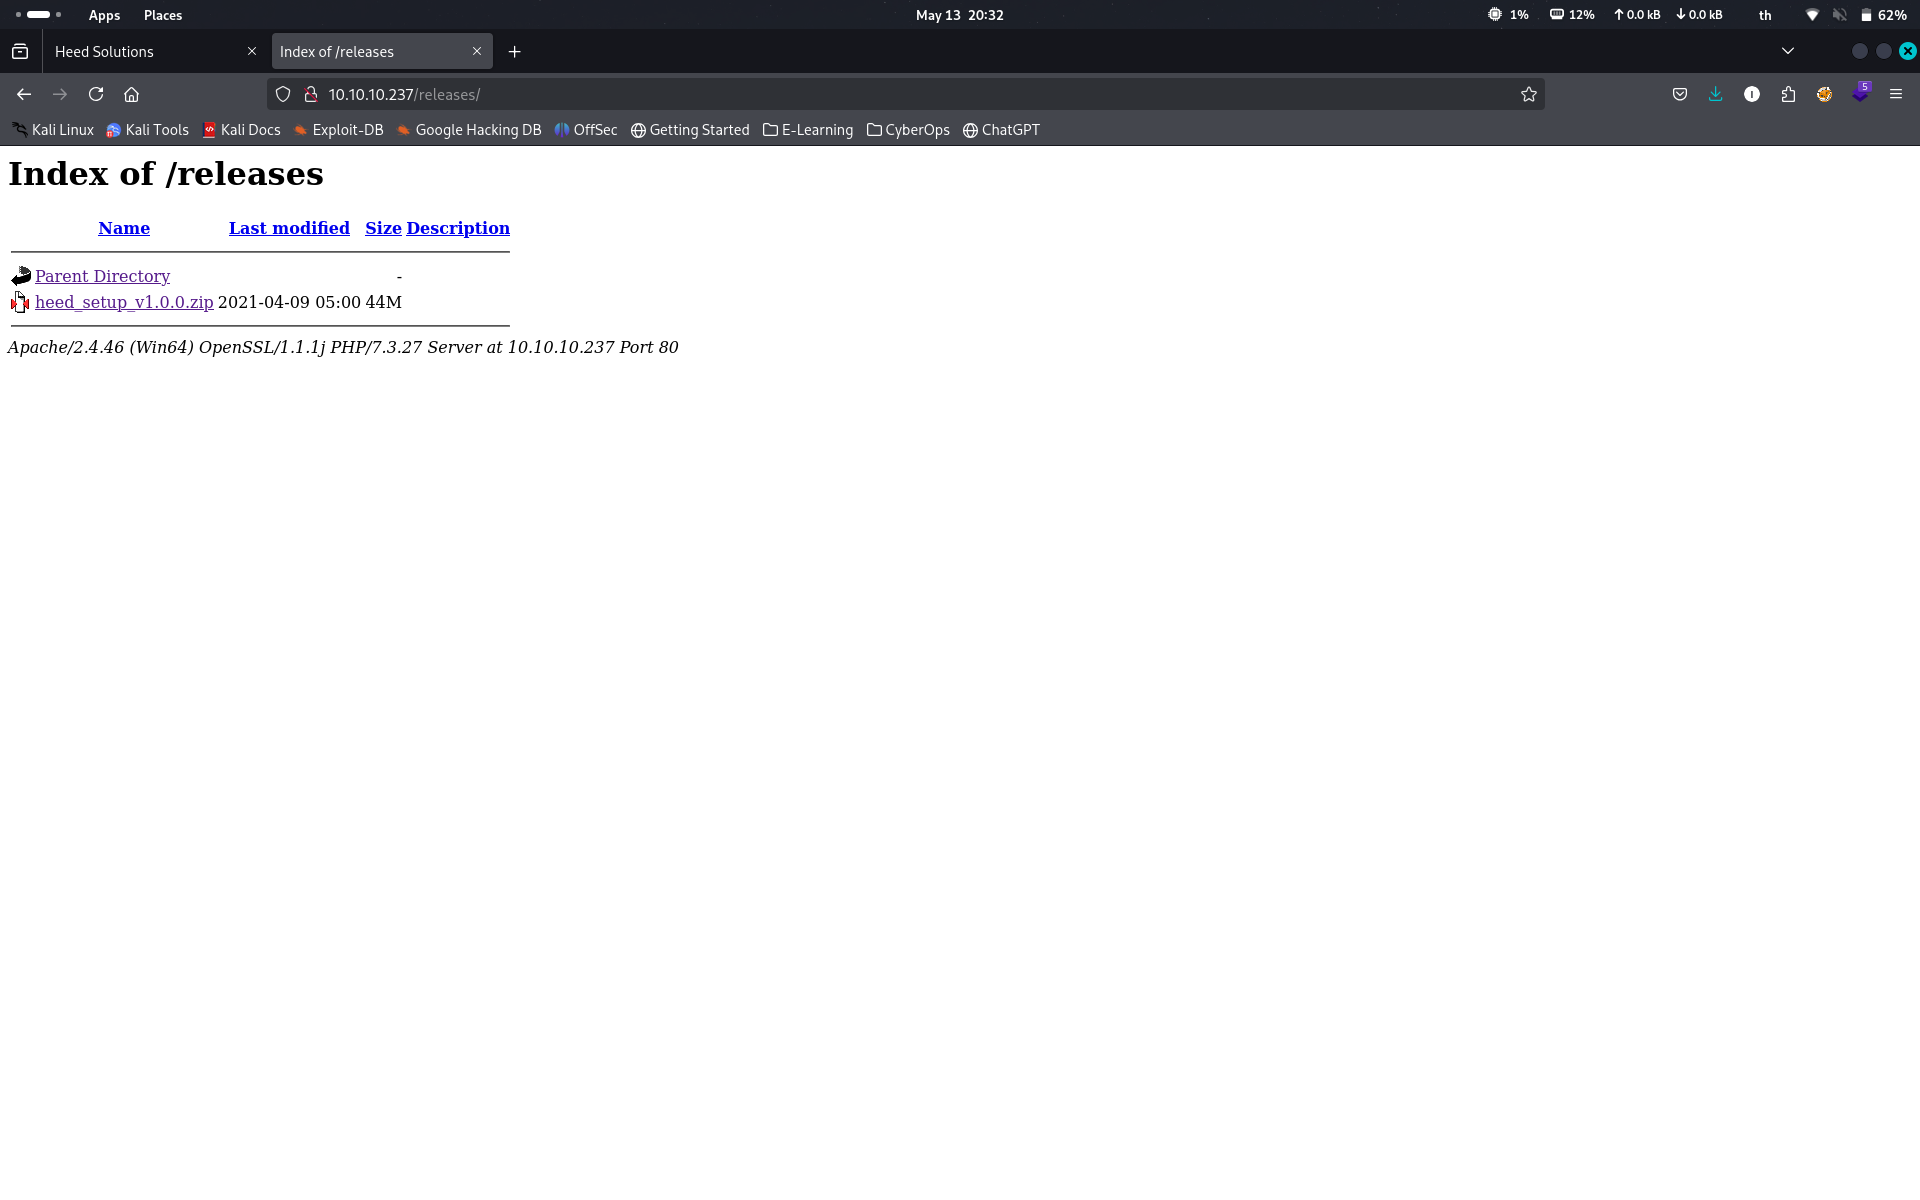 Apps Places May 13 20:32 1% 12% 0.0 kB 0.0 kB th 62%
Heed Solutions Index of /releases
10.10.10.237/releases/ 5
Kali Linux Kali Tools Kali Docs Exploit-DB Google Hacking DB OffSec Getting Started E-Learning CyberOps ChatGPT
Index of /releases
Name Last modified Size Description
Parent Directory -
heed_setup_v1.0.0.zip 2021-04-09 05:00 44M
Apache/2.4.46 (Win64) OpenSSL/1.1.1j PHP/7.3.27 Server at 10.10.10.237 Port 80